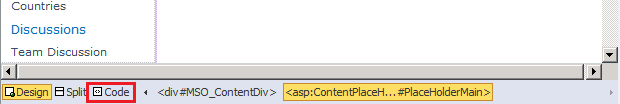 Countries
Discussions
Team Discussion
Design Split Code <div#MSO_ContentDiv> <asp:ContentPlaceH...#PlaceHolderMain>